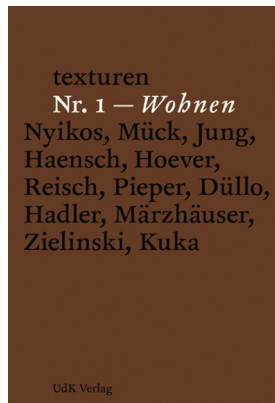 texturen
Nr. 1 — Wohnen
Nyikos, Mück, Jung,
Haensch, Hoever,
Reisch, Pieper, Düllo,
Hadler, Märzhäuser,
Zielinski, Kuka
UdK Verlag